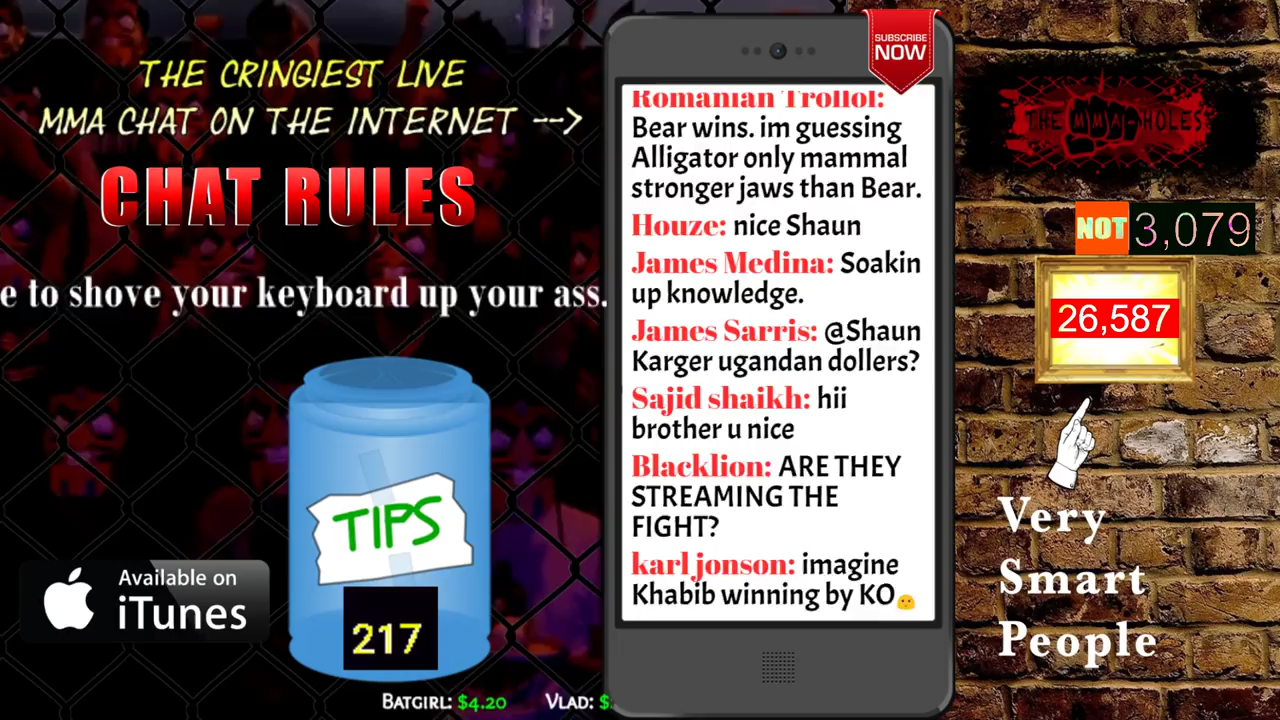 THE CRINGIEST LIVE
MMA CHAT ON THE INTERNET -->
CHAT RULES
e to shove your keyboard up your ass.
TIPS
217
Available on
iTunes
BATGIRL: $4.20 VLAD: $
SUBSCRIBE
NOW
Romanian Trollol:
Bear wins. im guessing
Alligator only mammal
stronger jaws than Bear.
Houze: nice Shaun
James Medina: Soakin
up knowledge.
James Sarris: @Shaun
Karger ugandan dollers?
Sajid shaikh: hii
brother u nice
Blacklion: ARE THEY
STREAMING THE
FIGHT?
karl jonson: imagine
Khabib winning by KO
THE MMA-HOLES
NOT 3,079
26,587
Very
Smart
People